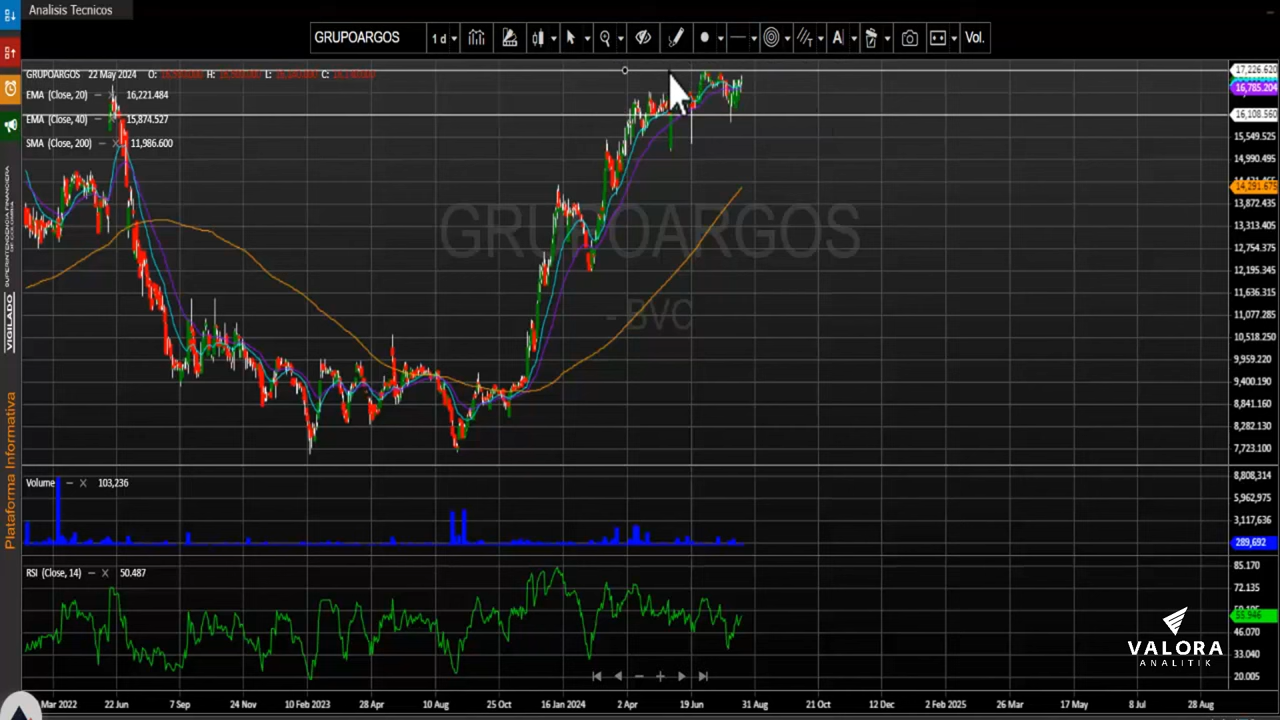 Analisis Tecnicos
GRUPOARGOS 1 d Vol.
GRUPOARGOS 22 May 2024 O: H: L: C:
EMA (Close, 20) – X 16,221.484
EMA (Close, 40) – X 15,874.527
SMA (Close, 200) – X 11,986.600
GRUPOARGOS
- BVC
17,226.620
16,785.204
16,108.560
15,549.525
14,990.495
14,291.675
13,872.435
13,313.405
12,754.375
12,195.345
11,636.315
11,077.285
10,518.250
9,959.220
9,400.190
8,841.160
8,282.130
7,723.100
Volume – X 103,236
8,808,314
5,962,975
3,117,636
289,692
RSI (Close, 14) – X 50.487
85.170
72.135
55.946
46.070
33.040
20.005
Mar 2022 22 Jun 7 Sep 24 Nov 10 Feb 2023 28 Apr 10 Aug 25 Oct 16 Jan 2024 2 Apr 19 Jun 31 Aug 21 Oct 12 Dec 2 Feb 2025 26 Mar 17 May 8 Jul 28 Aug
VIGILADO SUPERINTENDENCIA FINANCIERA
DE COLOMBIA
Plataforma Informativa
VALORA
ANALITIK